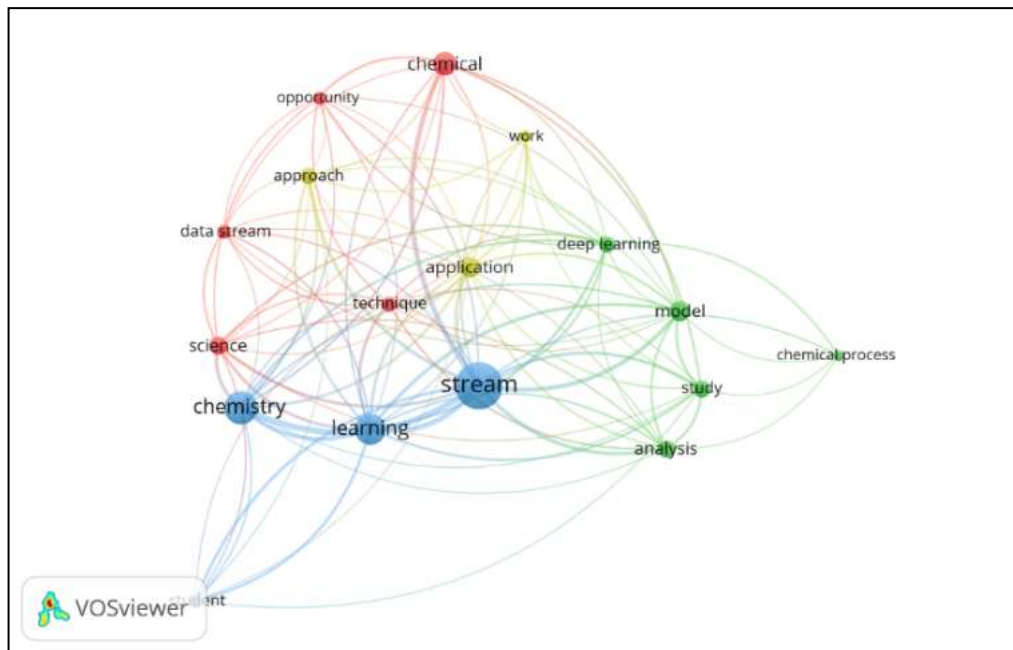 chemical
opportunity
work
approach
data stream
deep learning
application
technique
model
science
chemical process
stream
study
chemistry
learning
analysis
student
VOSviewer